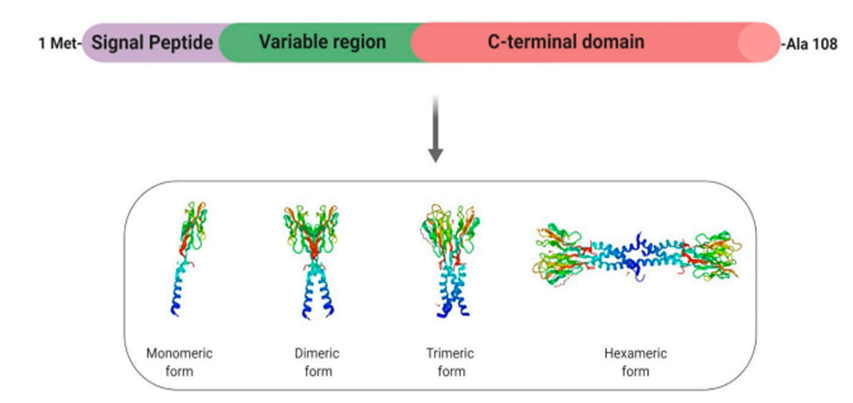 1 Met- Signal Peptide Variable region C-terminal domain -Ala 108
Monomeric form
Dimeric form
Trimeric form
Hexameric form